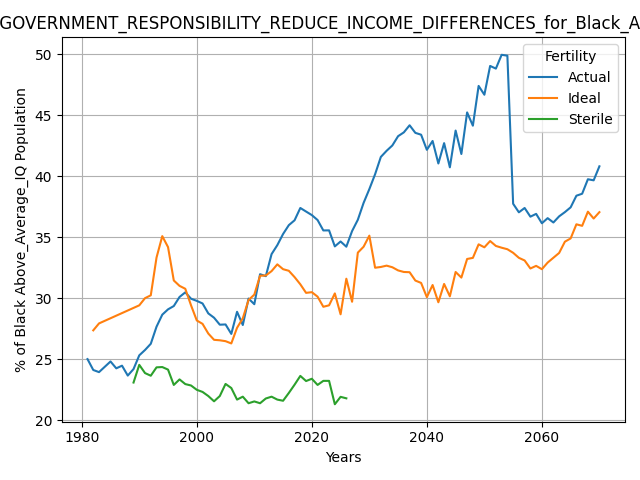 GOVERNMENT_RESPONSIBILITY_REDUCE_INCOME_DIFFERENCES_for_Black_A
% of Black Above_Average_IQ Population
50
45
40
35
30
25
20
Fertility
Actual
Ideal
Sterile
1980
2000
2020
2040
2060
Years